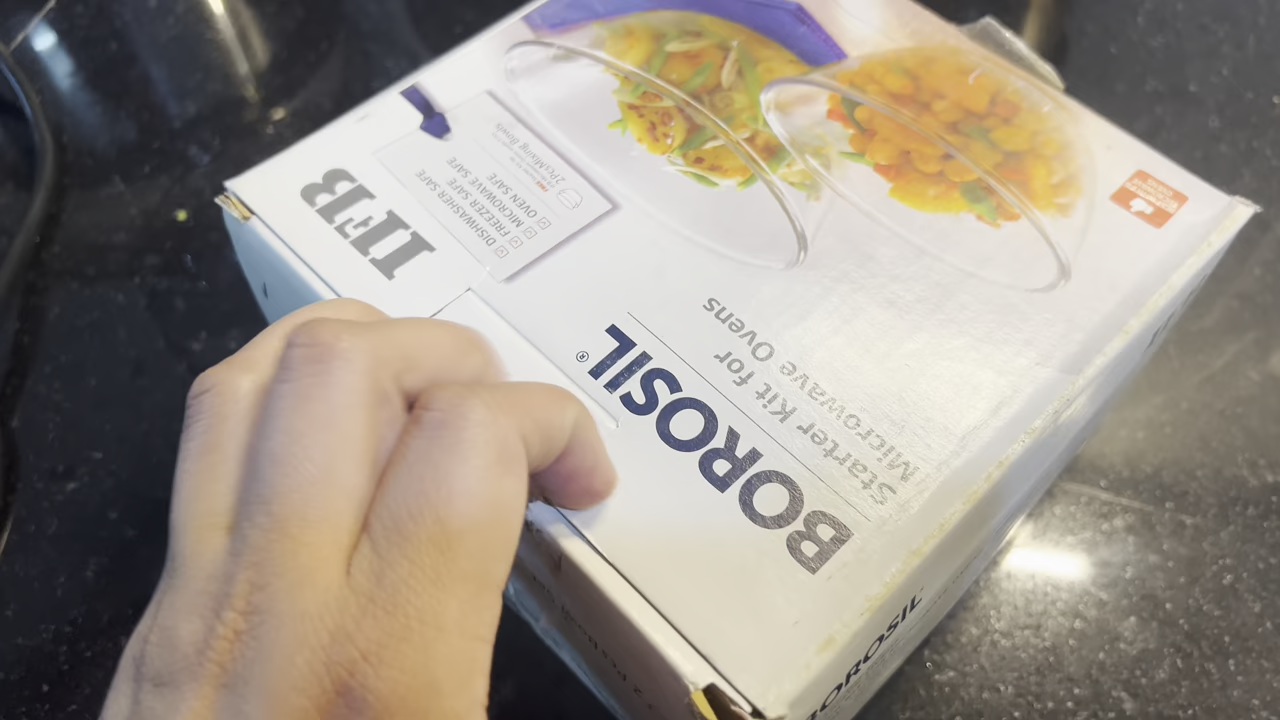 BOROSIL®
Starter Kit for
Microwave Ovens
IFB
DISHWASHER SAFE
FREEZER SAFE
MICROWAVE SAFE
OVEN SAFE
FREE
2Pcs Mixing Bowls
BOROSIL